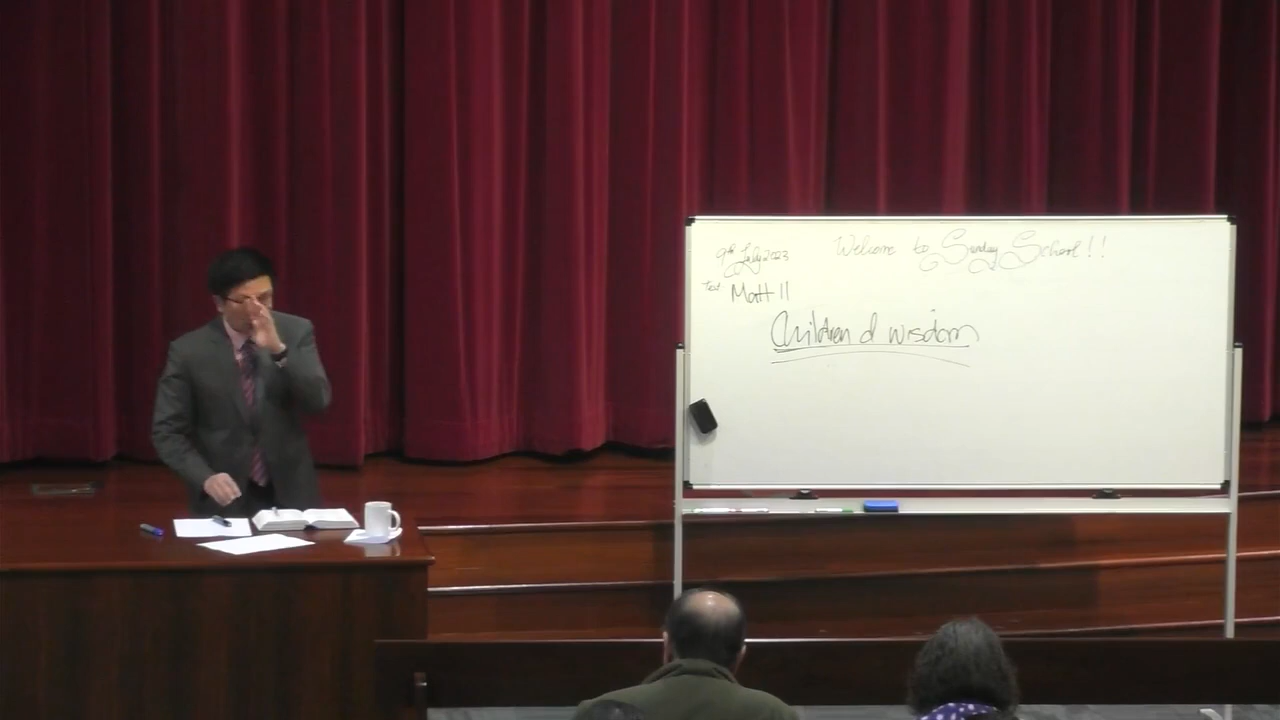 9th July 2023
Welcome to Sunday School!!
Text Matt 11
Children of wisdom